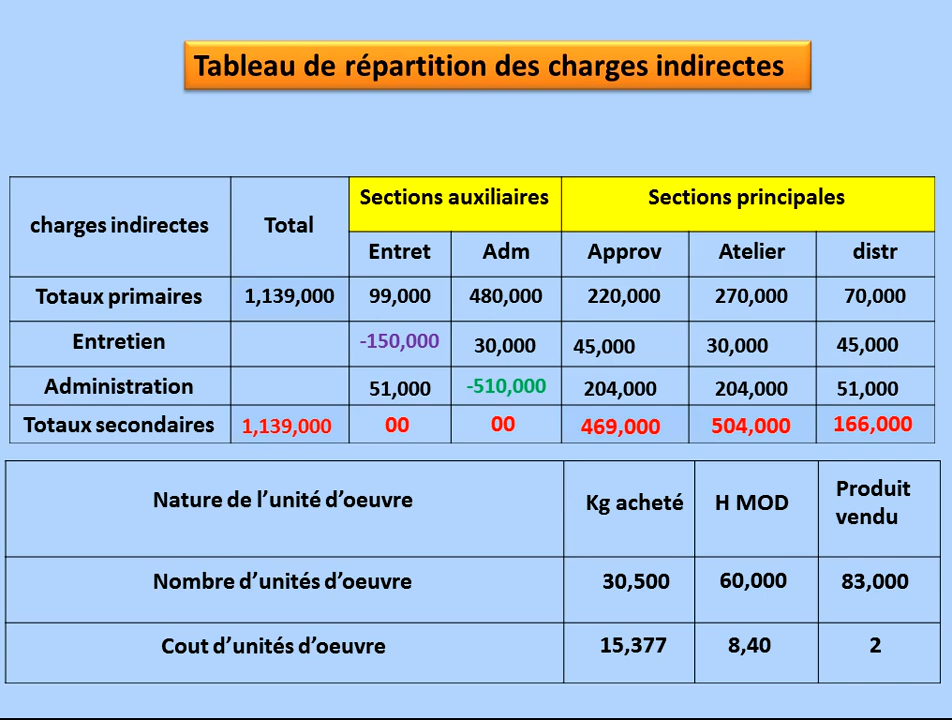 Tableau de répartition des charges indirectes
charges indirectes Total Sections auxiliaires Sections principales
Entret Adm Approv Atelier distr
Totaux primaires 1,139,000 99,000 480,000 220,000 270,000 70,000
Entretien -150,000 30,000 45,000 30,000 45,000
Administration 51,000 -510,000 204,000 204,000 51,000
Totaux secondaires 1,139,000 00 00 469,000 504,000 166,000
Nature de l’unité d’oeuvre Kg acheté H MOD Produit
vendu
Nombre d’unités d’oeuvre 30,500 60,000 83,000
Cout d’unités d’oeuvre 15,377 8,40 2